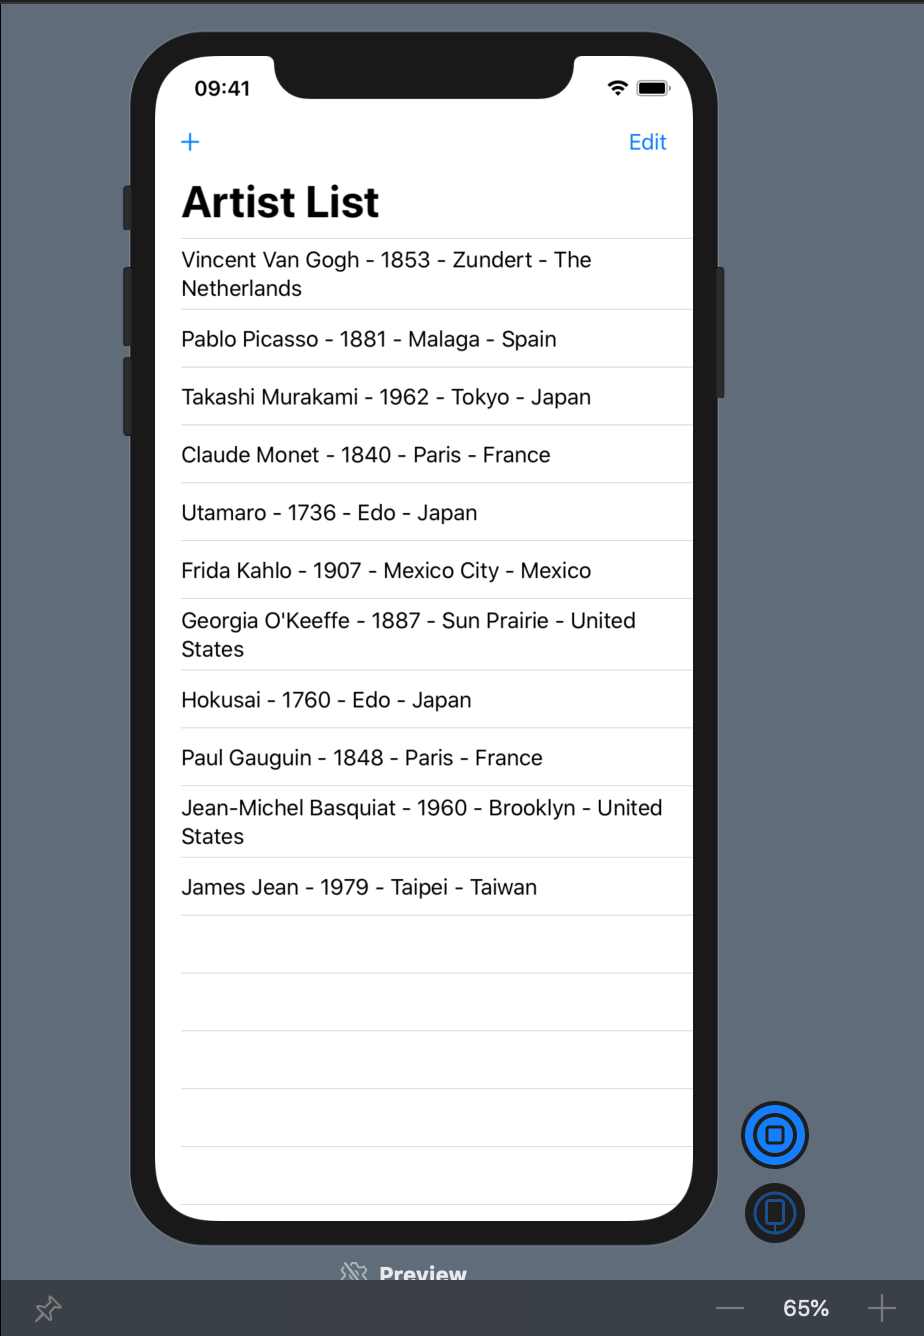 09:41
+ Edit
Artist List
Vincent Van Gogh - 1853 - Zundert - The
Netherlands
Pablo Picasso - 1881 - Malaga - Spain
Takashi Murakami - 1962 - Tokyo - Japan
Claude Monet - 1840 - Paris - France
Utamaro - 1736 - Edo - Japan
Frida Kahlo - 1907 - Mexico City - Mexico
Georgia O'Keeffe - 1887 - Sun Prairie - United
States
Hokusai - 1760 - Edo - Japan
Paul Gauguin - 1848 - Paris - France
Jean-Michel Basquiat - 1960 - Brooklyn - United
States
James Jean - 1979 - Taipei - Taiwan
Preview
65%